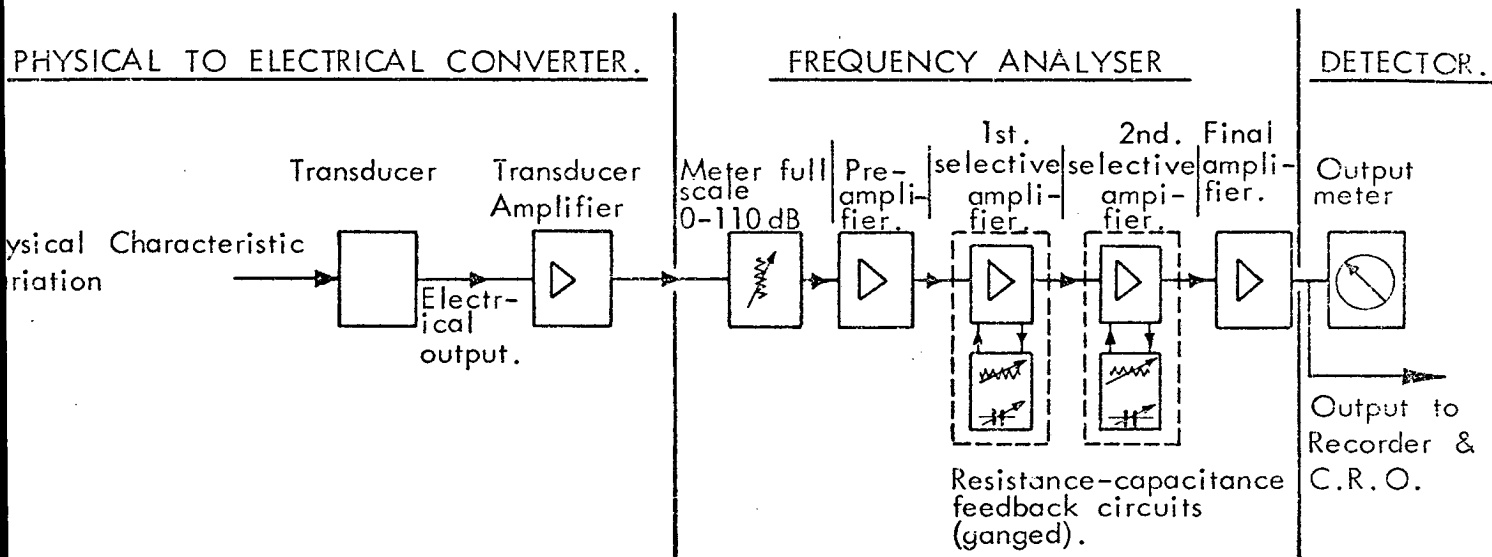 PHYSICAL TO ELECTRICAL CONVERTER.
FREQUENCY ANALYSER
DETECTOR.
Transducer
Transducer
Amplifier
Meter full
scale
0-110 dB
Pre-
ampli-
fier.
1st.
selective
ampli-
fier.
2nd.
selective
ampi-
fier.
Final
ampli-
fier.
Output
meter
ysical Characteristic
riation
Electr-
ical
output.
Resistance-capacitance
feedback circuits
(ganged).
Output to
Recorder &
C.R.O.